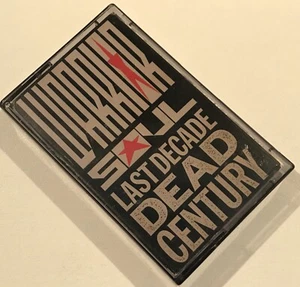 WARRIOR
SOUL
LAST DECADE
DEAD
CENTURY